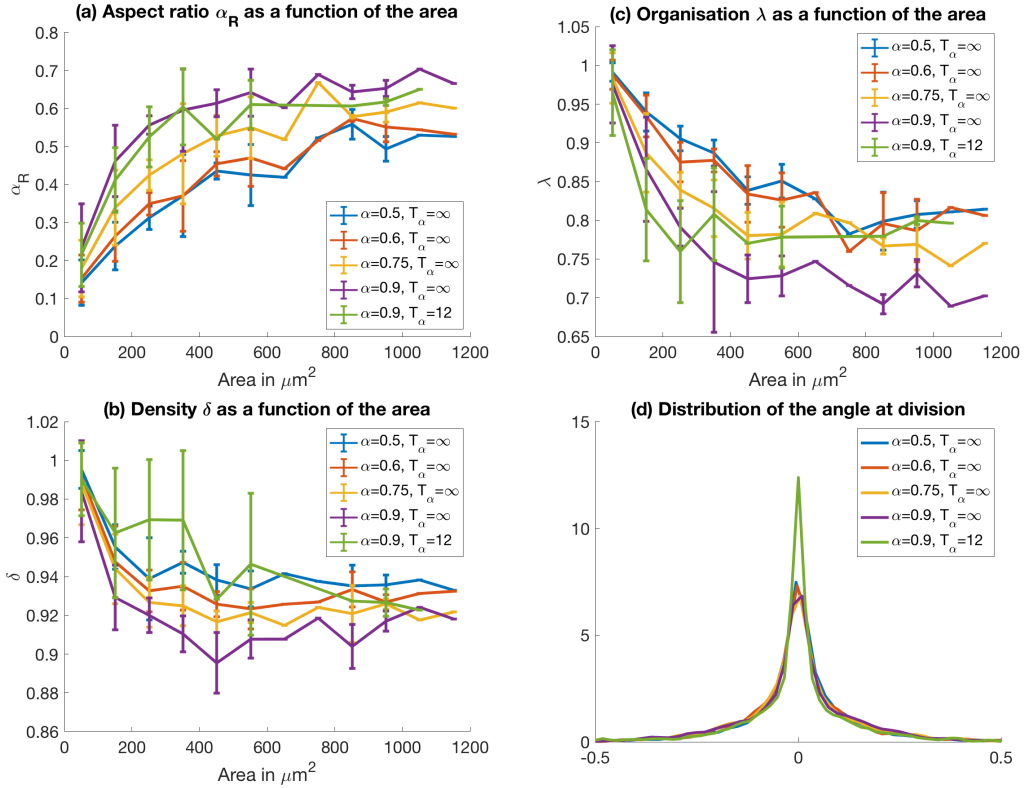 (a) Aspect ratio α_R as a function of the area
0.8
0.7
0.6
0.5
0.4
0.3
0.2
0.1
0
α_R
α=0.5, T_α=∞
α=0.6, T_α=∞
α=0.75, T_α=∞
α=0.9, T_α=∞
α=0.9, T_α=12
0 200 400 600 800 1000 1200
Area in μm²
(c) Organisation λ as a function of the area
1.05
1
0.95
0.9
0.85
0.8
0.75
0.7
0.65
λ
α=0.5, T_α=∞
α=0.6, T_α=∞
α=0.75, T_α=∞
α=0.9, T_α=∞
α=0.9, T_α=12
0 200 400 600 800 1000 1200
Area in μm²
(b) Density δ as a function of the area
1.02
1
0.98
0.96
0.94
0.92
0.9
0.88
0.86
δ
α=0.5, T_α=∞
α=0.6, T_α=∞
α=0.75, T_α=∞
α=0.9, T_α=∞
α=0.9, T_α=12
0 200 400 600 800 1000 1200
Area in μm²
(d) Distribution of the angle at division
15
10
5
0
α=0.5, T_α=∞
α=0.6, T_α=∞
α=0.75, T_α=∞
α=0.9, T_α=∞
α=0.9, T_α=12
-0.5 0 0.5